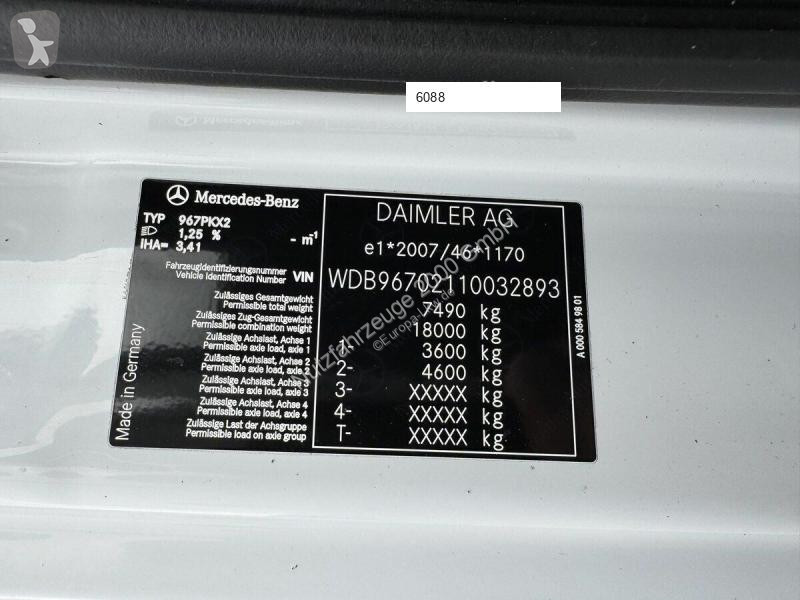 6088
Mercedes-Benz
TYP 967PKX2
1,25 % - m⁻¹
IHA= 3,41
DAIMLER AG
e1*2007/46*1170
Fahrzeugidentifizierungsnummer
Vehicle Identification Number VIN WDB96702110032893
Zulässiges Gesamtgewicht
Permissible total weight 7490 kg
Zulässiges Zug-Gesamtgewicht
Permissible combination weight 18000 kg
Zulässige Achslast, Achse 1
Permissible axle load, axle 1 1- 3600 kg
Zulässige Achslast, Achse 2
Permissible axle load, axle 2 2- 4600 kg
Zulässige Achslast, Achse 3
Permissible axle load, axle 3 3- XXXXX kg
Zulässige Achslast, Achse 4
Permissible axle load, axle 4 4- XXXXX kg
Zulässige Last der Achsgruppe
Permissible load on axle group T- XXXXX kg
Made in Germany
A 000 584 98 01
Nutzfahrzeuge 2000 GmbH